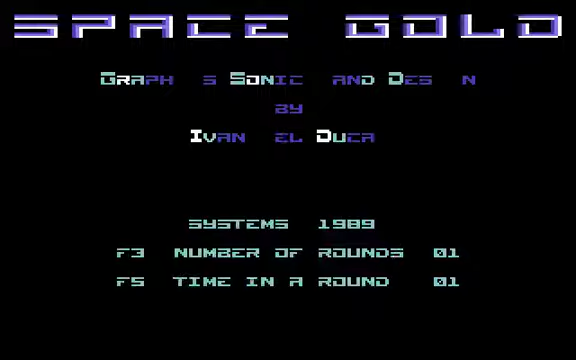 SPACE GOLD
GRAPH S SONIC AND DES N
BY
IVAN EL DUCA
SYSTEMS 1989
F3 NUMBER OF ROUNDS 01
F5 TIME IN A ROUND 01